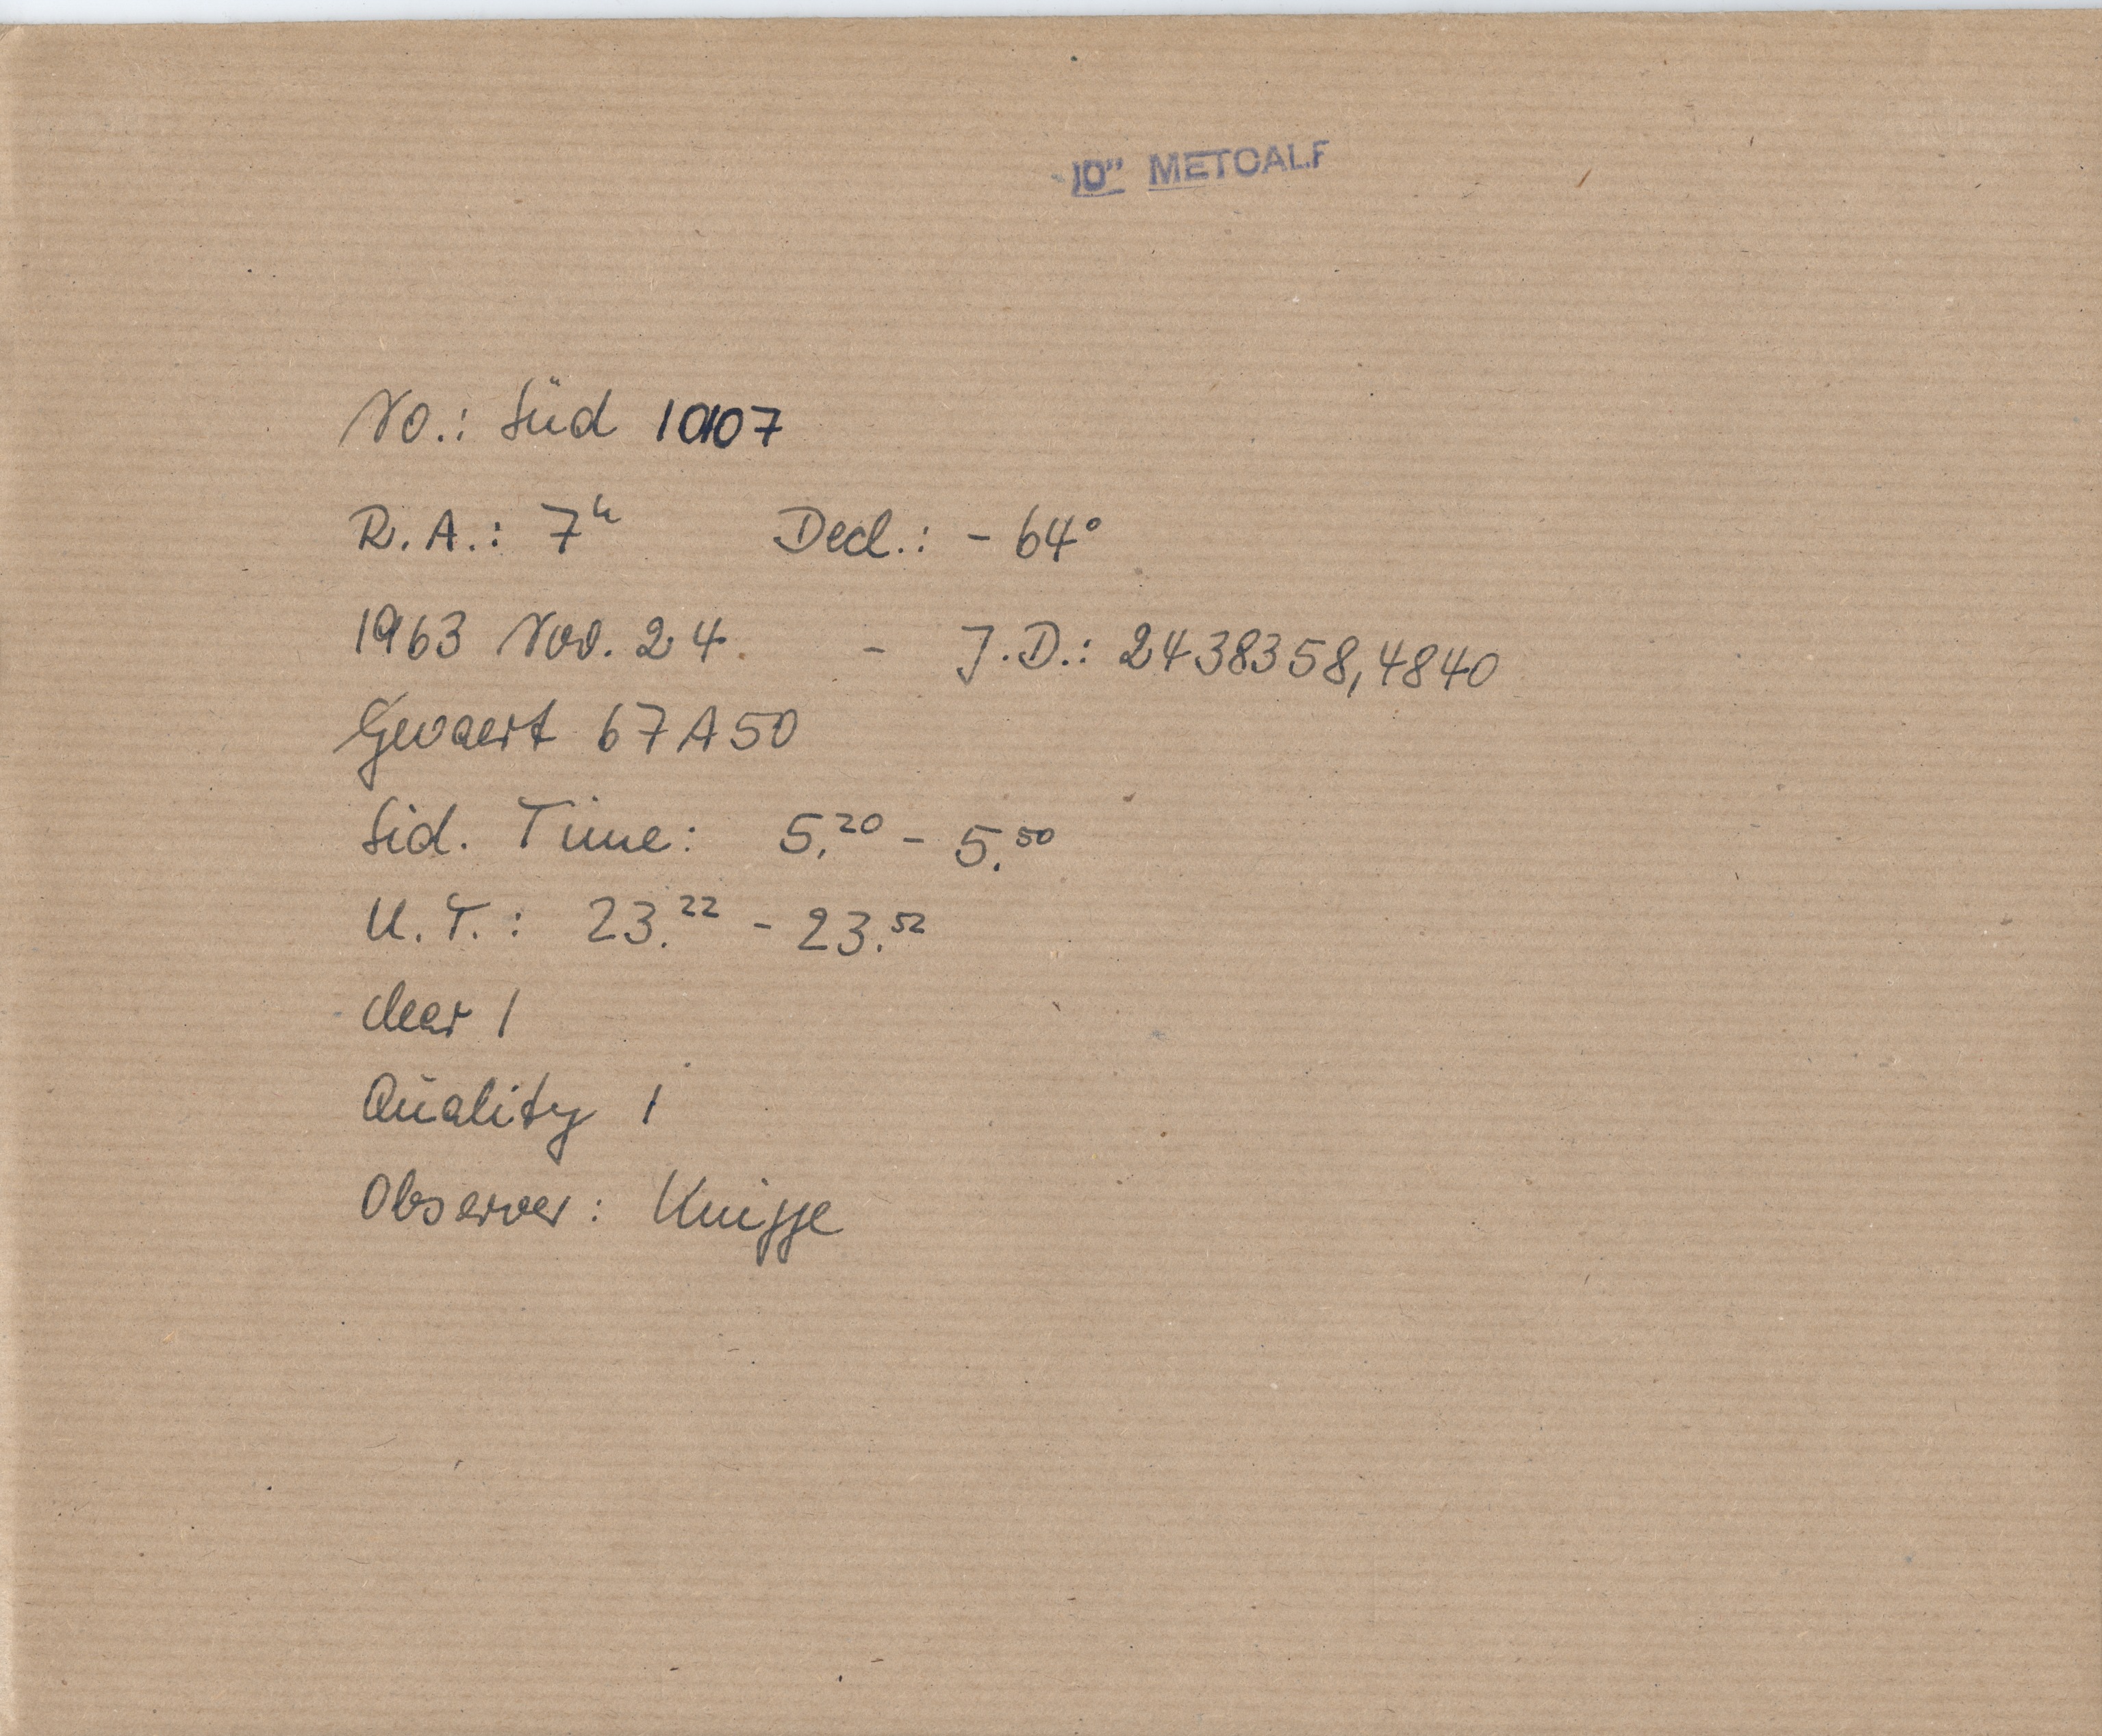 10" METCALF
No.: Süd 10107
R.A.: 7ʰ Decl.: - 64°
1963 Nov. 24. - J.D.: 2438358,4840
Gevaert 67A50
Sid. Time: 5.²⁰ - 5.⁵⁰
U.T.: 23.²² - 23.⁵²
clear 1
Quality 1
Observer: Knigge